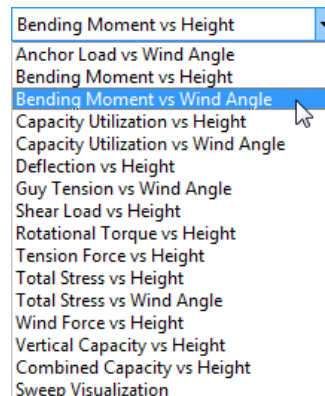 Bending Moment vs Height
Anchor Load vs Wind Angle
Bending Moment vs Height
Bending Moment vs Wind Angle
Capacity Utilization vs Height
Capacity Utilization vs Wind Angle
Deflection vs Height
Guy Tension vs Wind Angle
Shear Load vs Height
Rotational Torque vs Height
Tension Force vs Height
Total Stress vs Height
Total Stress vs Wind Angle
Wind Force vs Height
Vertical Capacity vs Height
Combined Capacity vs Height
Sweep Visualization